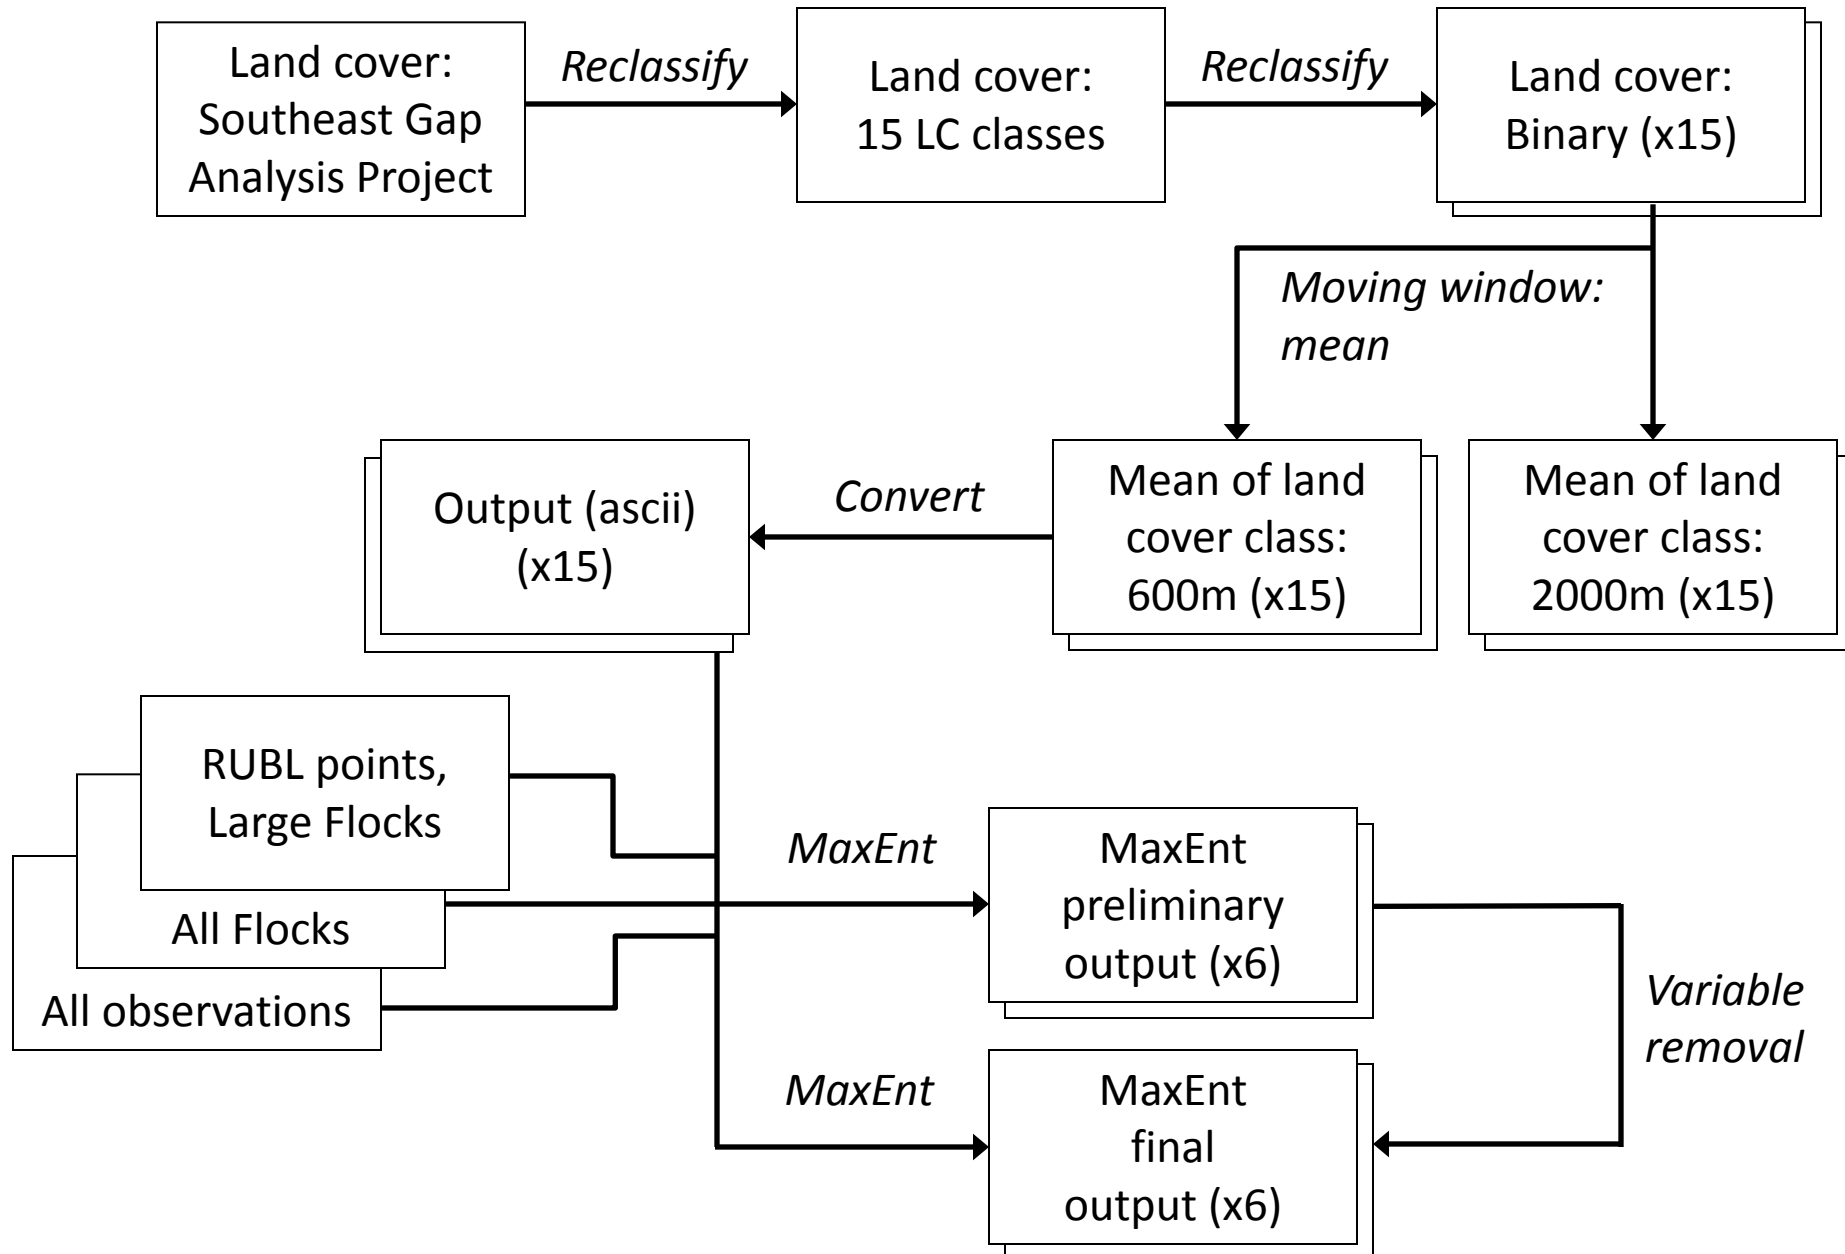 Land cover:
Southeast Gap
Analysis Project
Reclassify
Land cover:
15 LC classes
Reclassify
Land cover:
Binary (x15)
Moving window:
mean
Output (ascii)
(x15)
Convert
Mean of land
cover class:
600m (x15)
Mean of land
cover class:
2000m (x15)
RUBL points,
Large Flocks
All Flocks
All observations
MaxEnt
MaxEnt
preliminary
output (x6)
Variable
removal
MaxEnt
MaxEnt
final
output (x6)